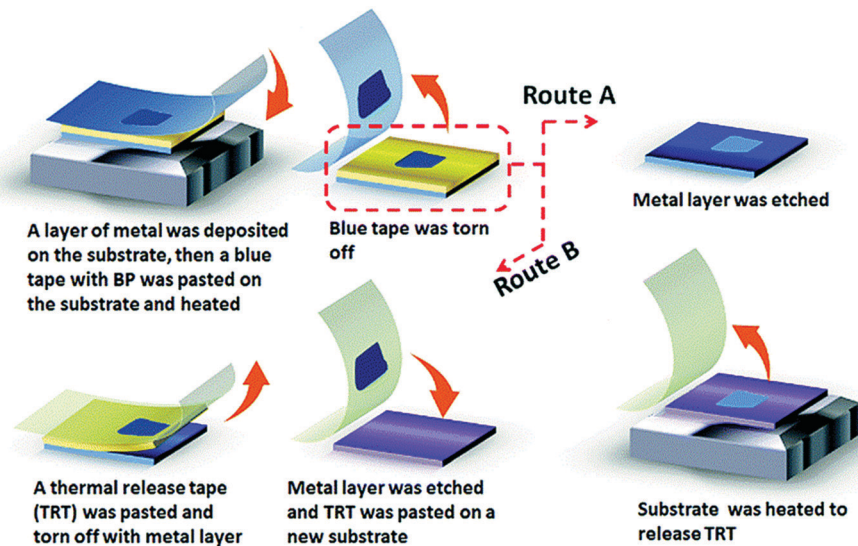 Route A
Route B
A layer of metal was deposited
on the substrate, then a blue
tape with BP was pasted on
the substrate and heated
Blue tape was torn
off
Metal layer was etched
A thermal release tape
(TRT) was pasted and
torn off with metal layer
Metal layer was etched
and TRT was pasted on a
new substrate
Substrate was heated to
release TRT